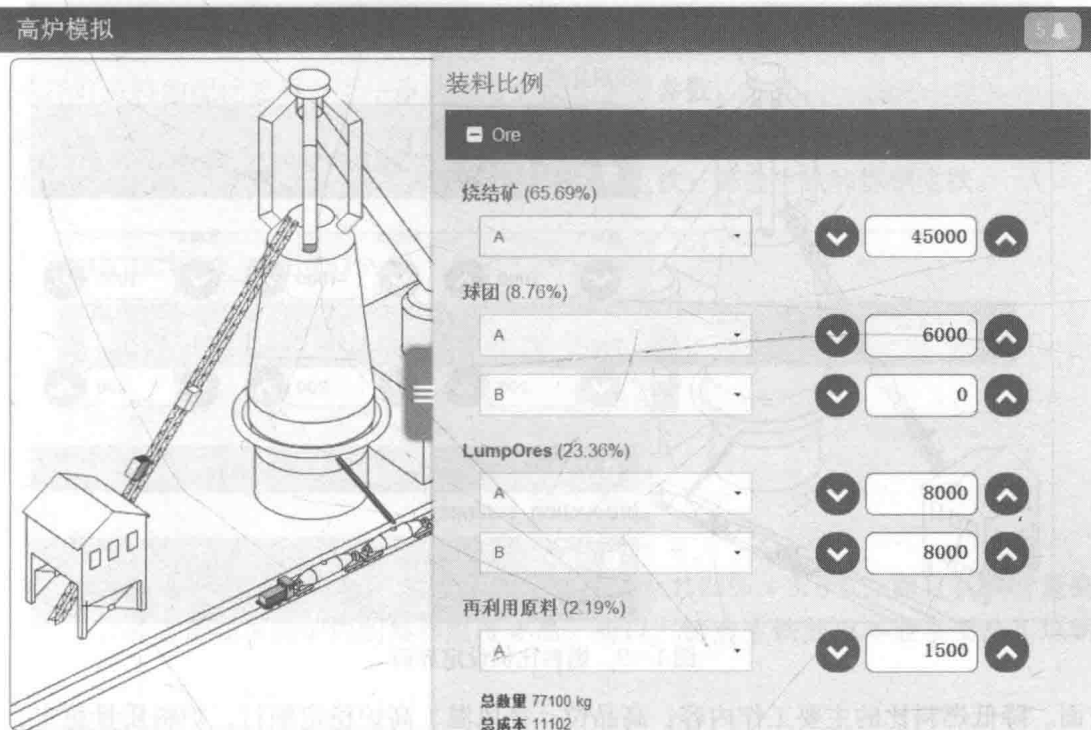 高炉模拟
5
装料比例
Ore
烧结矿 (65.69%)
A
45000
球团 (8.76%)
A
6000
B
0
LumpOres (23.36%)
A
8000
B
8000
再利用原料 (2.19%)
A
1500
总数量 77100 kg
总成本 11102